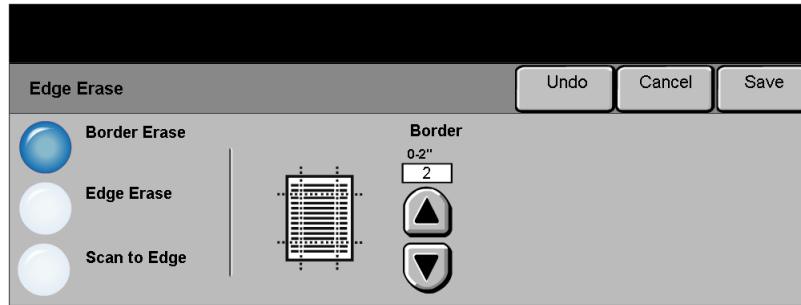 Edge Erase
Undo
Cancel
Save
Border Erase
Edge Erase
Scan to Edge
Border
0-2"
2